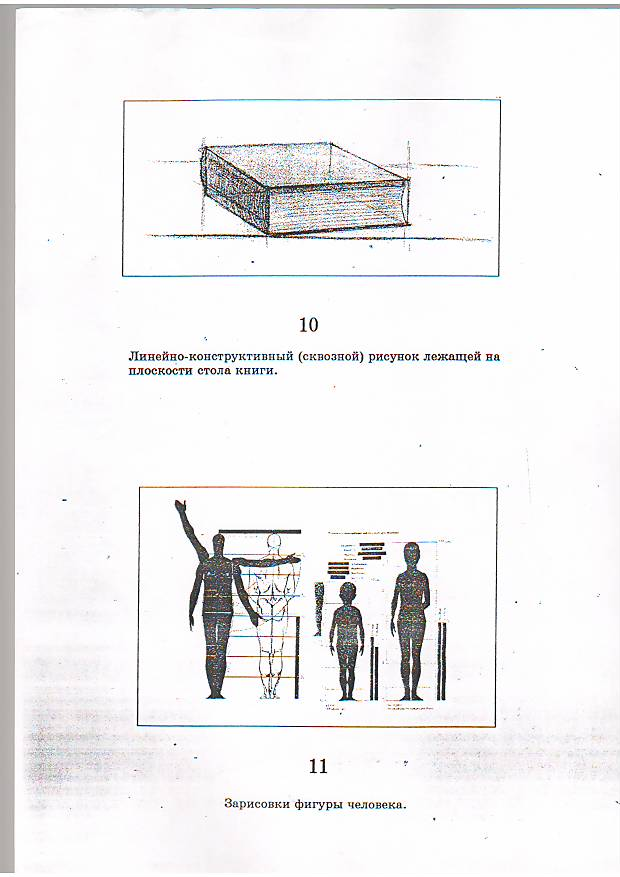 10
Линейно-конструктивный (сквозной) рисунок лежащей на
плоскости стола книги.
11
Зарисовки фигуры человека.